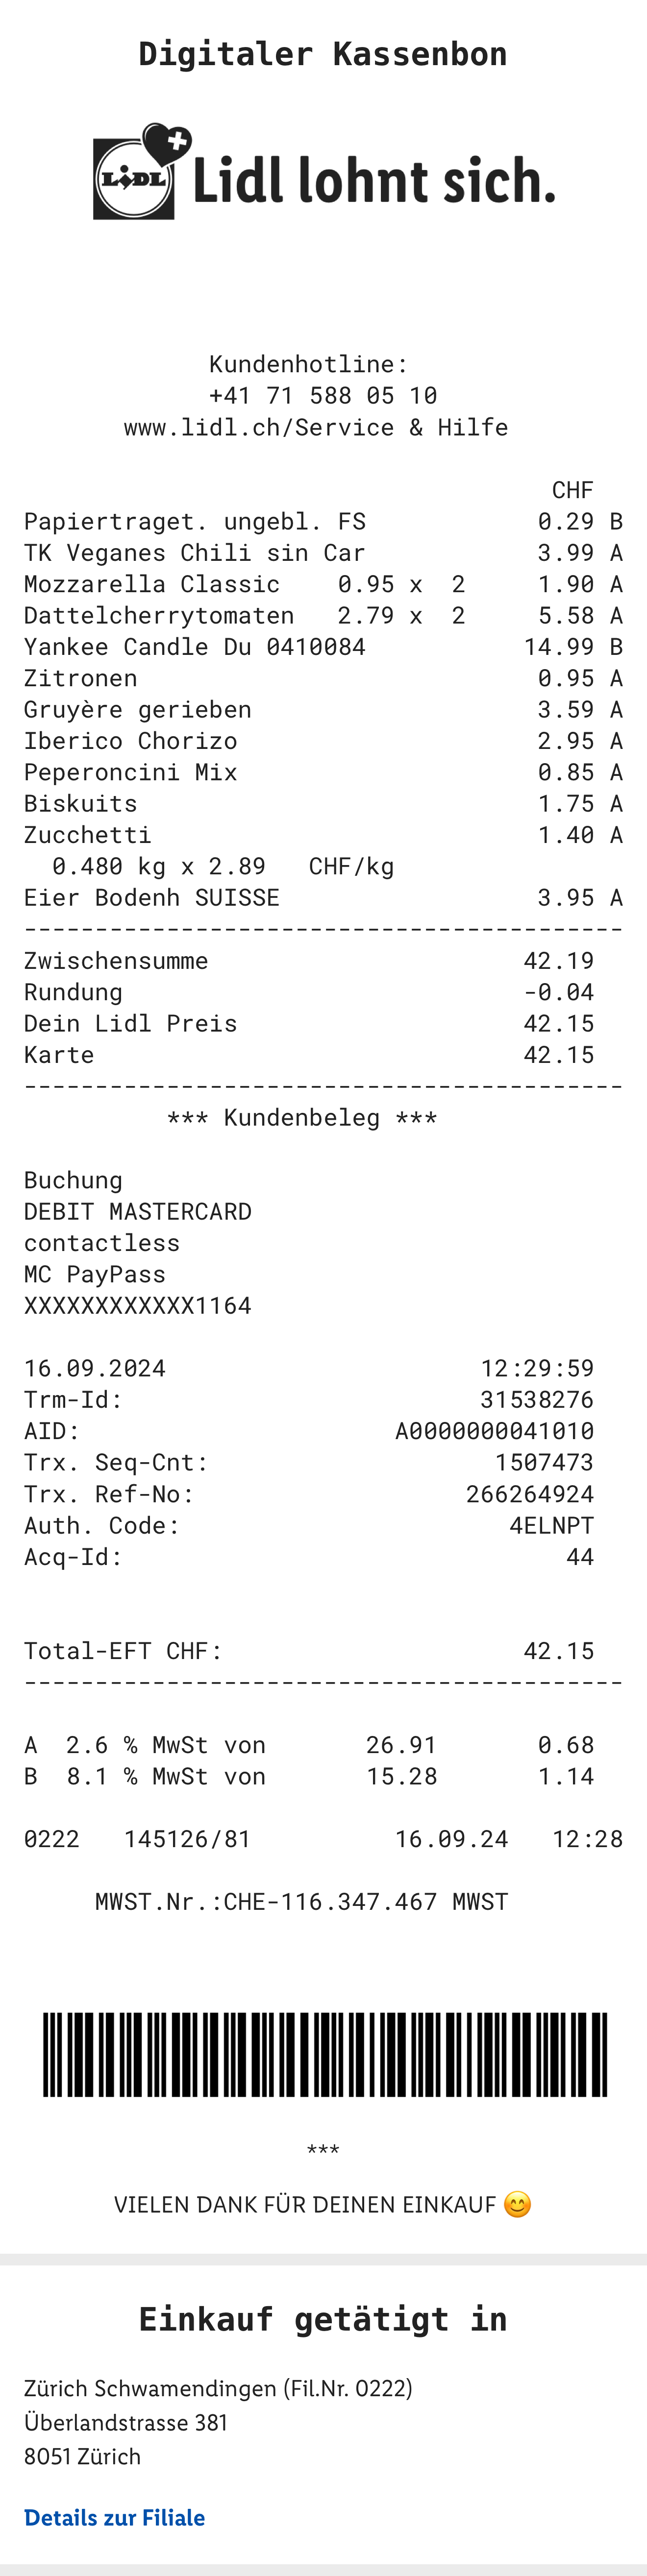 Digitaler Kassenbon
LIDL Lidl lohnt sich.
Kundenhotline:
+41 71 588 05 10
www.lidl.ch/Service & Hilfe
CHF
Papiertraget. ungebl. FS 0.29 B
TK Veganes Chili sin Car 3.99 A
Mozzarella Classic 0.95 x 2 1.90 A
Dattelcherrytomaten 2.79 x 2 5.58 A
Yankee Candle Du 0410084 14.99 B
Zitronen 0.95 A
Gruyère gerieben 3.59 A
Iberico Chorizo 2.95 A
Peperoncini Mix 0.85 A
Biskuits 1.75 A
Zucchetti 1.40 A
0.480 kg x 2.89 CHF/kg
Eier Bodenh SUISSE 3.95 A
------------------------------------------
Zwischensumme 42.19
Rundung -0.04
Dein Lidl Preis 42.15
Karte 42.15
------------------------------------------
*** Kundenbeleg ***
Buchung
DEBIT MASTERCARD
contactless
MC PayPass
XXXXXXXXXXXX1164
16.09.2024 12:29:59
Trm-Id: 31538276
AID: A0000000041010
Trx. Seq-Cnt: 1507473
Trx. Ref-No: 266264924
Auth. Code: 4ELNPT
Acq-Id: 44
Total-EFT CHF: 42.15
------------------------------------------
A 2.6 % MwSt von 26.91 0.68
B 8.1 % MwSt von 15.28 1.14
0222 145126/81 16.09.24 12:28
MWST.Nr.:CHE-116.347.467 MWST
***
VIELEN DANK FÜR DEINEN EINKAUF 😊
Einkauf getätigt in
Zürich Schwamendingen (Fil.Nr. 0222)
Überlandstrasse 381
8051 Zürich
Details zur Filiale